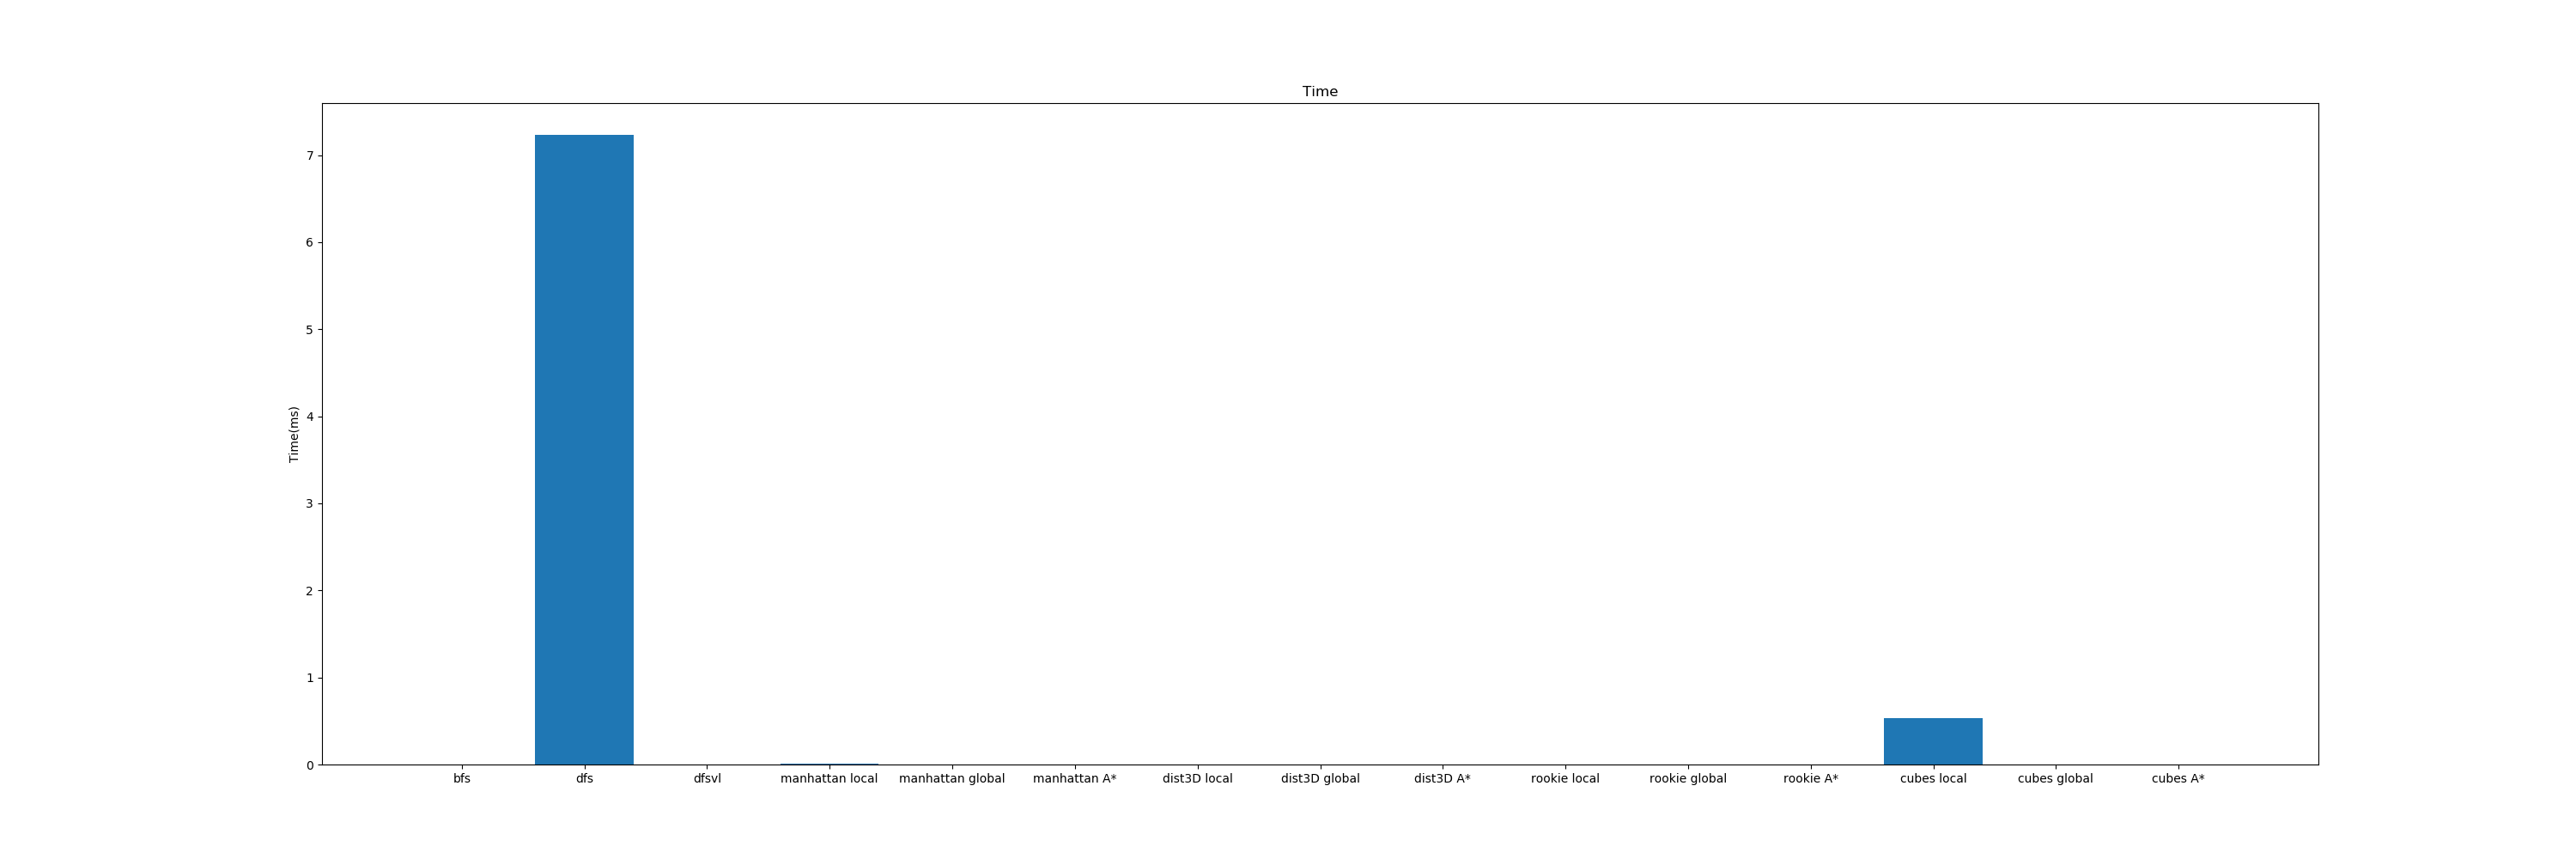 Time
7
6
5
4
3
2
1
0
Time(ms)
bfs dfs dfsvl manhattan local manhattan global manhattan A* dist3D local dist3D global dist3D A* rookie local rookie global rookie A* cubes local cubes global cubes A*